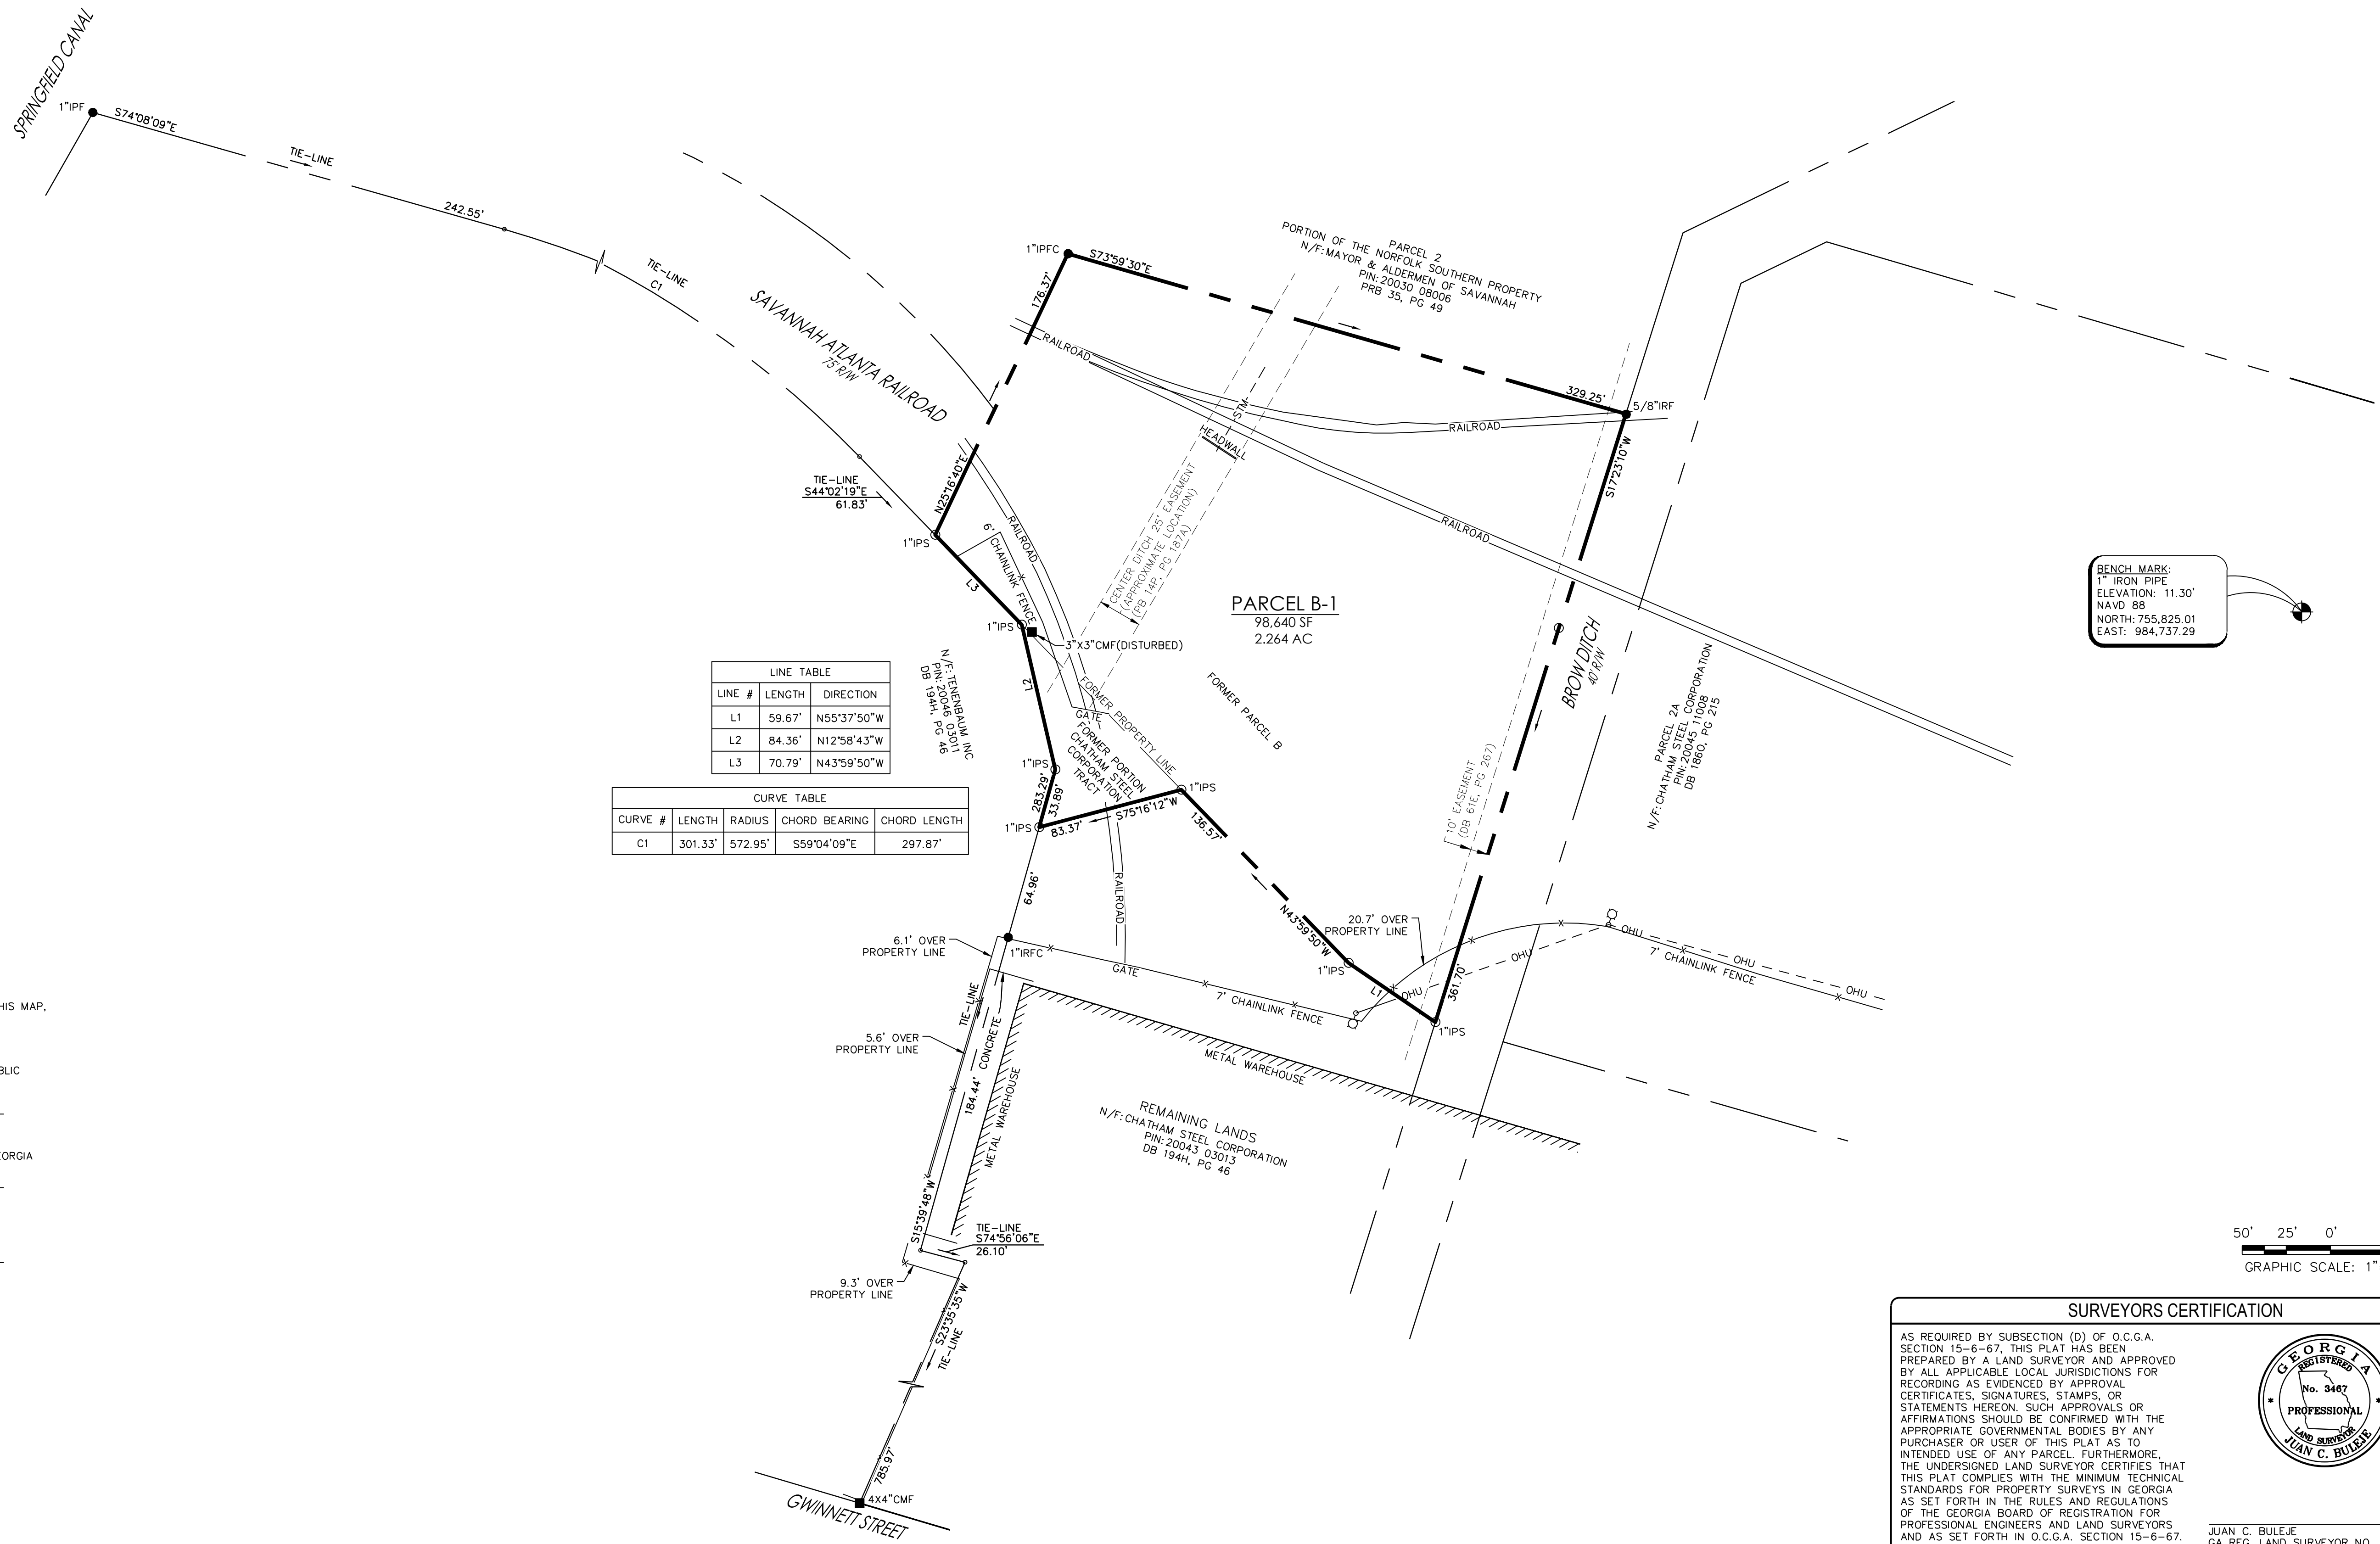 SPRINGFIELD CANAL
1"IPF
S74°08'09"E
TIE-LINE
242.55'
TIE-LINE
C1
SAVANNAH ATLANTA RAILROAD
75' R/W
1"IPFC
S73°59'30"E
176.37'
RAILROAD
PARCEL 2
PORTION OF THE NORFOLK SOUTHERN PROPERTY
N/F: MAYOR & ALDERMEN OF SAVANNAH
PIN: 20030 08006
PRB 35, PG 49
329.25'
5/8"IRF
RAILROAD
STM
HEADWALL
S17°23'10"W
TIE-LINE
S44°02'19"E
61.83'
N25°16'40"E
1"IPS
RAILROAD
6' CHAINLINK FENCE
L3
CENTER DITCH 25' EASEMENT
(APPROXIMATE LOCATION)
(PB 14P, PG 187A)
RAILROAD
1"IPS
3"X3"CMF(DISTURBED)
PARCEL B-1
98,640 SF
2.264 AC
BROW DITCH
40' R/W
BENCH MARK:
1" IRON PIPE
ELEVATION: 11.30'
NAVD 88
NORTH: 755,825.01
EAST: 984,737.29
N/F: TENENBAUM INC
PIN: 20046 03011
DB 194H, PG 46
L2
LINE TABLE
LINE # LENGTH DIRECTION
L1 59.67' N55°37'50"W
L2 84.36' N12°58'43"W
L3 70.79' N43°59'50"W
FORMER PROPERTY LINE
GATE
FORMER PARCEL B
FORMER PORTION
CHATHAM STEEL
CORPORATION
TRACT
PARCEL 2A
N/F: CHATHAM STEEL CORPORATION
PIN: 20045 11008
DB 1860, PG 215
10' EASEMENT
(DB 61E, PG 267)
CURVE TABLE
CURVE # LENGTH RADIUS CHORD BEARING CHORD LENGTH
C1 301.33' 572.95' S59°04'09"E 297.87'
1"IPS
283.29'
33.89'
1"IPS
S75°16'12"W
83.37'
1"IPS
136.57'
RAILROAD
64.96'
N43°59'50"W
20.7' OVER
PROPERTY LINE
6.1' OVER
PROPERTY LINE
1"IRFC
GATE
1"IPS
L1
OHU
OHU
OHU
OHU
OHU
7' CHAINLINK FENCE
361.70'
1"IPS
7' CHAINLINK FENCE
TIE-LINE
5.6' OVER
PROPERTY LINE
184.44'
CONCRETE
METAL WAREHOUSE
METAL WAREHOUSE
HIS MAP,
BLIC
EORGIA
REMAINING LANDS
N/F: CHATHAM STEEL CORPORATION
PIN: 20043 03013
DB 194H, PG 46
S15°39'48"W
TIE-LINE
S74°56'06"E
26.10'
9.3' OVER
PROPERTY LINE
S23°35'35"W
TIE-LINE
785.97'
4X4"CMF
GWINNETT STREET
50' 25' 0'
GRAPHIC SCALE: 1"
SURVEYORS CERTIFICATION
AS REQUIRED BY SUBSECTION (D) OF O.C.G.A.
SECTION 15-6-67, THIS PLAT HAS BEEN
PREPARED BY A LAND SURVEYOR AND APPROVED
BY ALL APPLICABLE LOCAL JURISDICTIONS FOR
RECORDING AS EVIDENCED BY APPROVAL
CERTIFICATES, SIGNATURES, STAMPS, OR
STATEMENTS HEREON. SUCH APPROVALS OR
AFFIRMATIONS SHOULD BE CONFIRMED WITH THE
APPROPRIATE GOVERNMENTAL BODIES BY ANY
PURCHASER OR USER OF THIS PLAT AS TO
INTENDED USE OF ANY PARCEL. FURTHERMORE,
THE UNDERSIGNED LAND SURVEYOR CERTIFIES THAT
THIS PLAT COMPLIES WITH THE MINIMUM TECHNICAL
STANDARDS FOR PROPERTY SURVEYS IN GEORGIA
AS SET FORTH IN THE RULES AND REGULATIONS
OF THE GEORGIA BOARD OF REGISTRATION FOR
PROFESSIONAL ENGINEERS AND LAND SURVEYORS
AND AS SET FORTH IN O.C.G.A. SECTION 15-6-67.
GEORGIA
REGISTERED
No. 3467
PROFESSIONAL
LAND SURVEYOR
JUAN C. BULEJE
JUAN C. BULEJE
GA REG. LAND SURVEYOR NO.